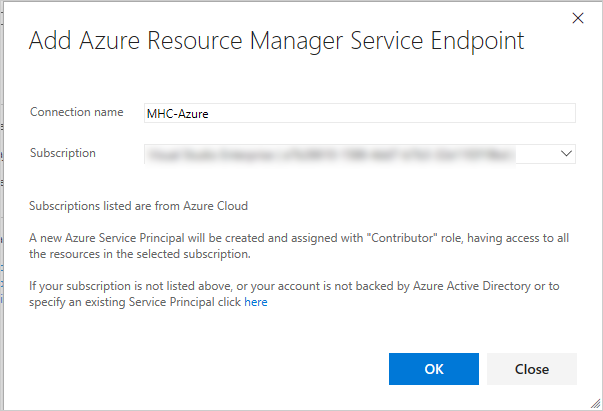 Add Azure Resource Manager Service Endpoint
Connection name
MHC-Azure
Subscription
Subscriptions listed are from Azure Cloud
A new Azure Service Principal will be created and assigned with "Contributor" role, having access to all
the resources in the selected subscription.
If your subscription is not listed above, or your account is not backed by Azure Active Directory or to
specify an existing Service Principal click here
OK
Close